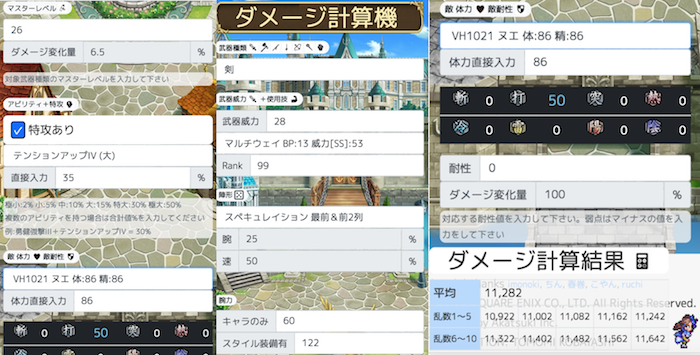 マスターレベル
26
ダメージ変化量 6.5 %
対象武器種類のマスターレベルを入力して下さい
アビリティ+特攻
特攻あり
テンションアップIV (大)
直接入力 35 %
極小:2% 小:5% 中:10% 大:15% 特大:30% 極大:50%
複数のアビリティを持つ場合は合計値%を入力してください
例: 男健攻撃III+テンションアップIV = 30%
敵 体力 敵耐性
VH1021 ヌエ 体:86 精:86
体力直接入力 86
斬 0 打 50 突 0 熱 0
ダメージ計算機
武器種類
剣
武器威力 +使用技
武器威力 28
マルチウェイ BP:13 威力[SS]:53
Rank 99
陣形
スペキュレイション 最前&前2列
腕 25 %
速 50 %
腕力
キャラのみ 60
スタイル装備有 122
敵 体力 敵耐性
VH1021 ヌエ 体:86 精:86
体力直接入力 86
斬 0 打 50 突 0 熱 0
冷 0 雷 0 陽 0 陰 0
耐性 0
ダメージ変化量 100 %
対応する耐性値を入力して下さい。弱点はマイナスの値を入力して下さい
ダメージ計算結果
平均 11,282
乱数1~5 10,922 11,002 11,082 11,162 11,242
乱数6~10 11,322 11,402 11,482 11,562 11,642